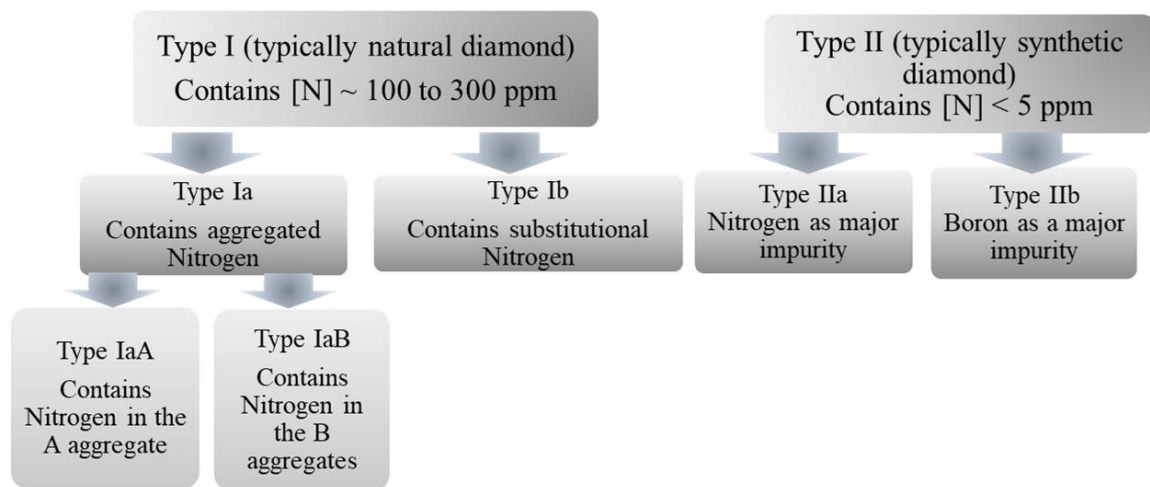 Type I (typically natural diamond)
Contains [N] ~ 100 to 300 ppm
Type II (typically synthetic
diamond)
Contains [N] < 5 ppm
Type Ia
Contains aggregated
Nitrogen
Type Ib
Contains substitutional
Nitrogen
Type IIa
Nitrogen as major
impurity
Type IIb
Boron as a major
impurity
Type IaA
Contains
Nitrogen in the
A aggregate
Type IaB
Contains
Nitrogen in
the B
aggregates